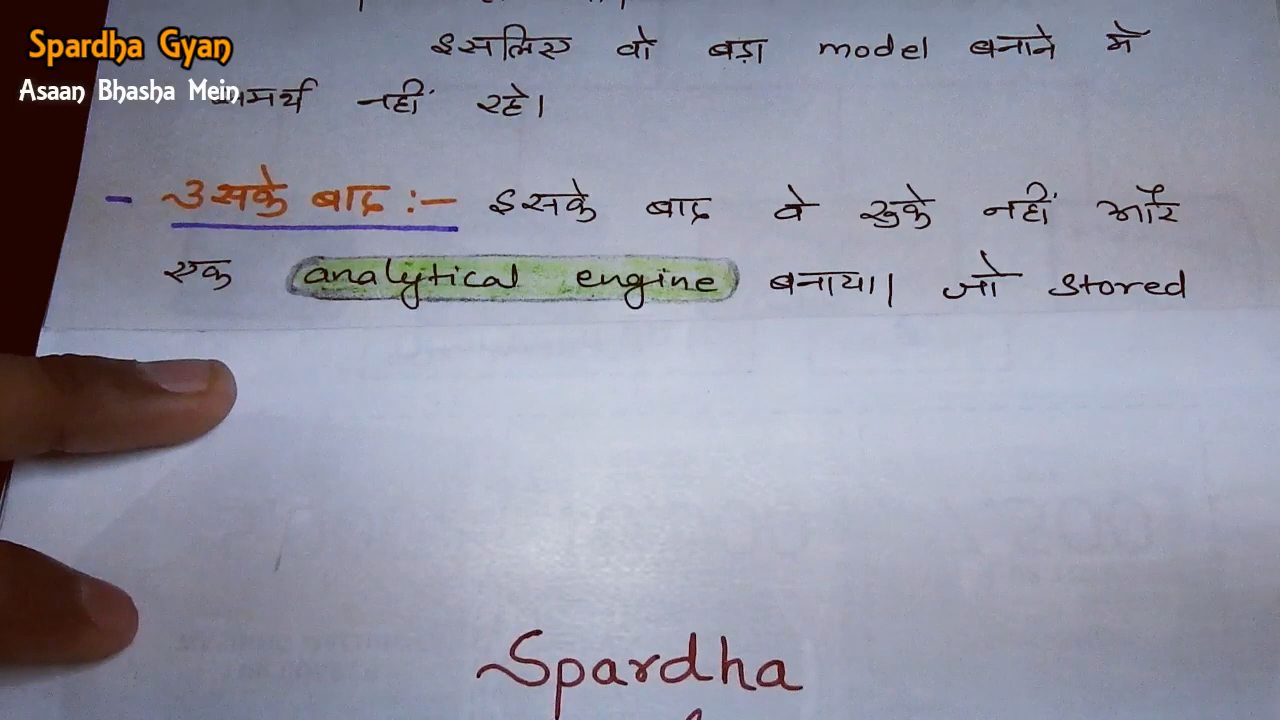 Spardha Gyan
Asaan Bhasha Mein
इसलिए वो बड़ा model बनाने में
समर्थ नहीं रहे।
- उसके बाद :- इसके बाद वे रुके नहीं और
एक analytical engine बनाया। जो stored
Spardha